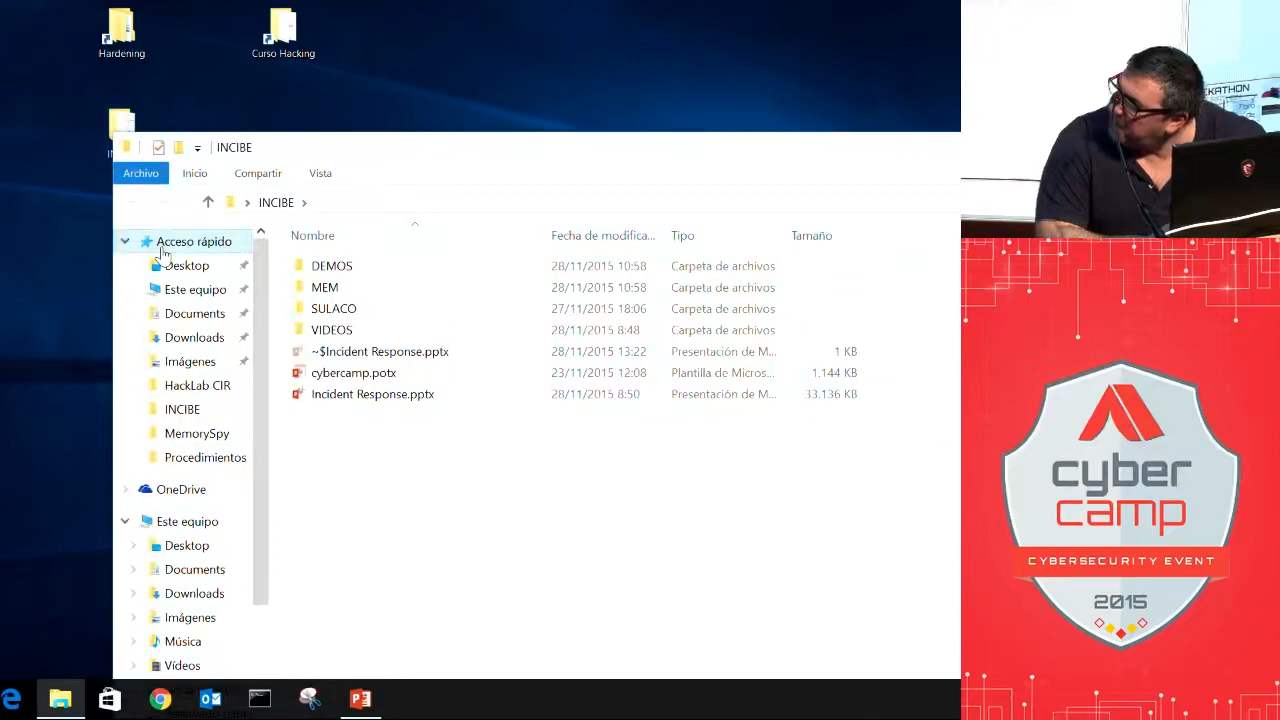 Hardening
Curso Hacking
INCIBE
Archivo Inicio Compartir Vista
INCIBE
Acceso rápido
Desktop
Este equipo
Documents
Downloads
Imágenes
HackLab CIR
INCIBE
MemorySpy
Procedimientos
OneDrive
Este equipo
Desktop
Documents
Downloads
Imágenes
Música
Vídeos
Nombre Fecha de modifica... Tipo Tamaño
DEMOS 28/11/2015 10:58 Carpeta de archivos
MEM 28/11/2015 10:58 Carpeta de archivos
SULACO 27/11/2015 18:06 Carpeta de archivos
VIDEOS 28/11/2015 8:48 Carpeta de archivos
~$Incident Response.pptx 28/11/2015 13:22 Presentación de M... 1 KB
cybercamp.potx 23/11/2015 12:08 Plantilla de Micros... 1.144 KB
Incident Response.pptx 28/11/2015 8:50 Presentación de M... 33.136 KB
cyber
camp
CYBERSECURITY EVENT
2015